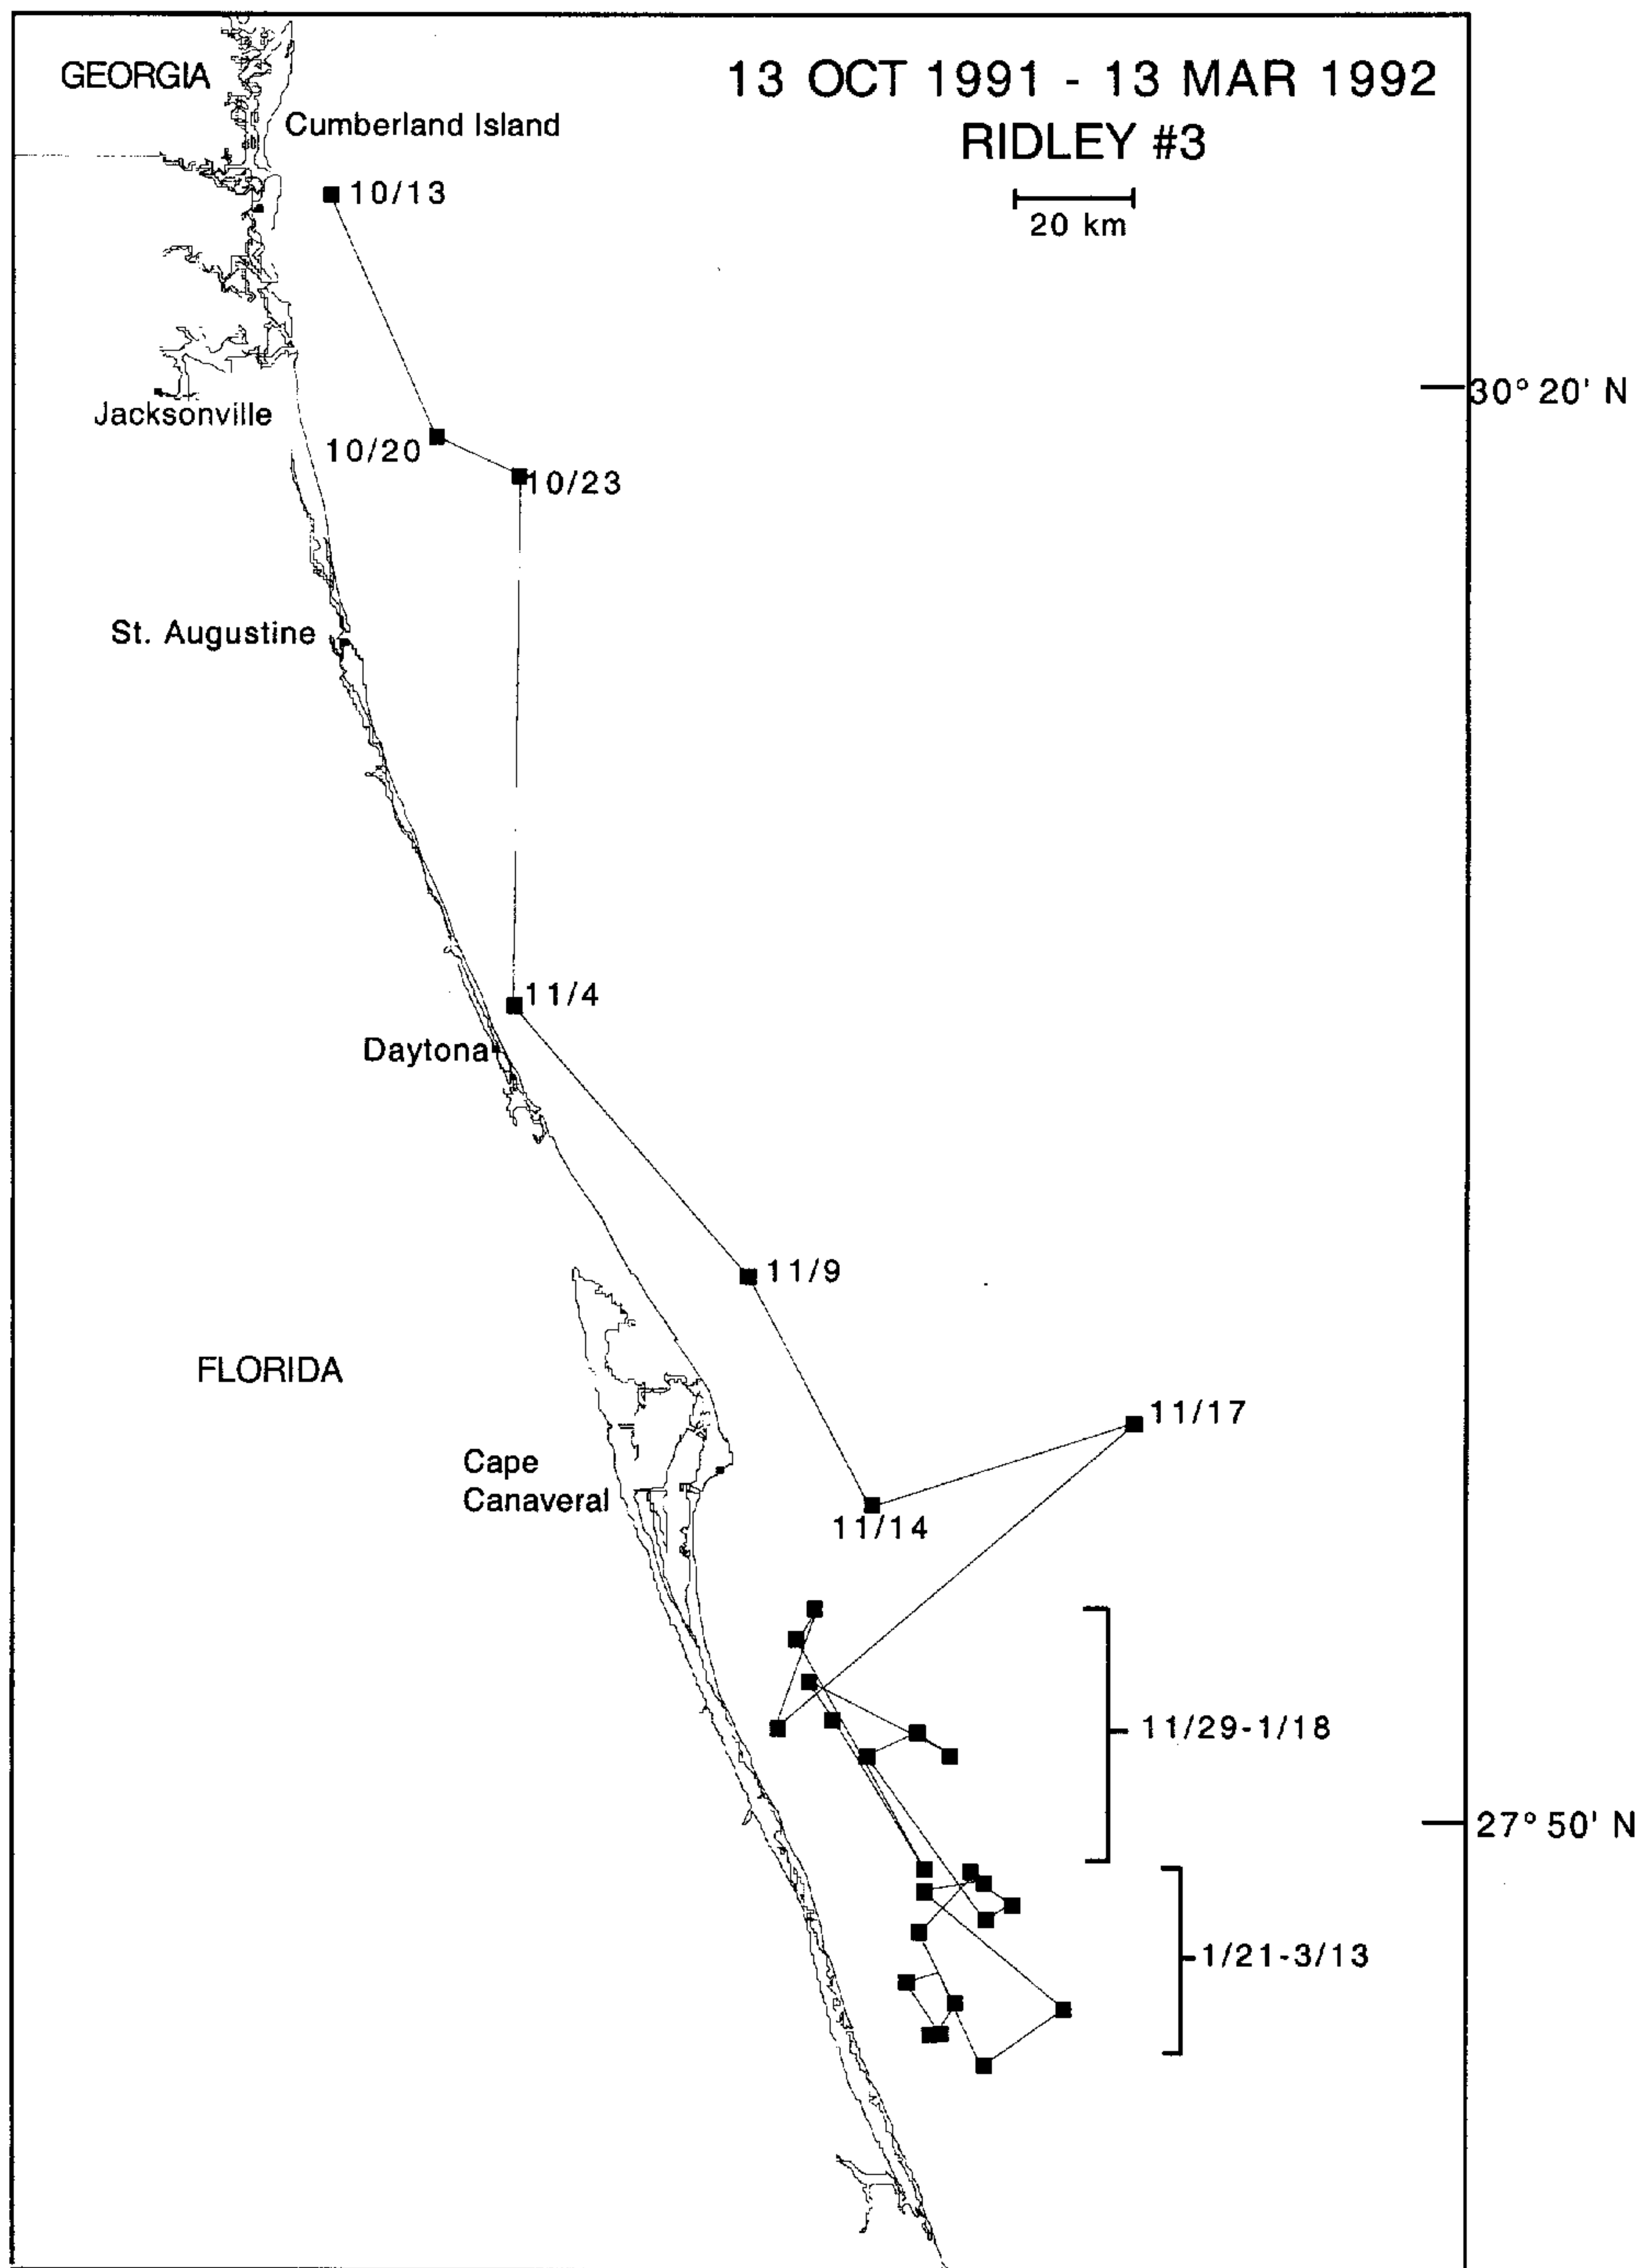 GEORGIA
13 OCT 1991 - 13 MAR 1992
Cumberland Island
RIDLEY #3
10/13
20 km
30° 20' N
Jacksonville
10/20
10/23
St. Augustine
11/4
Daytona
11/9
FLORIDA
11/17
Cape
Canaveral
11/14
11/29-1/18
27° 50' N
1/21-3/13